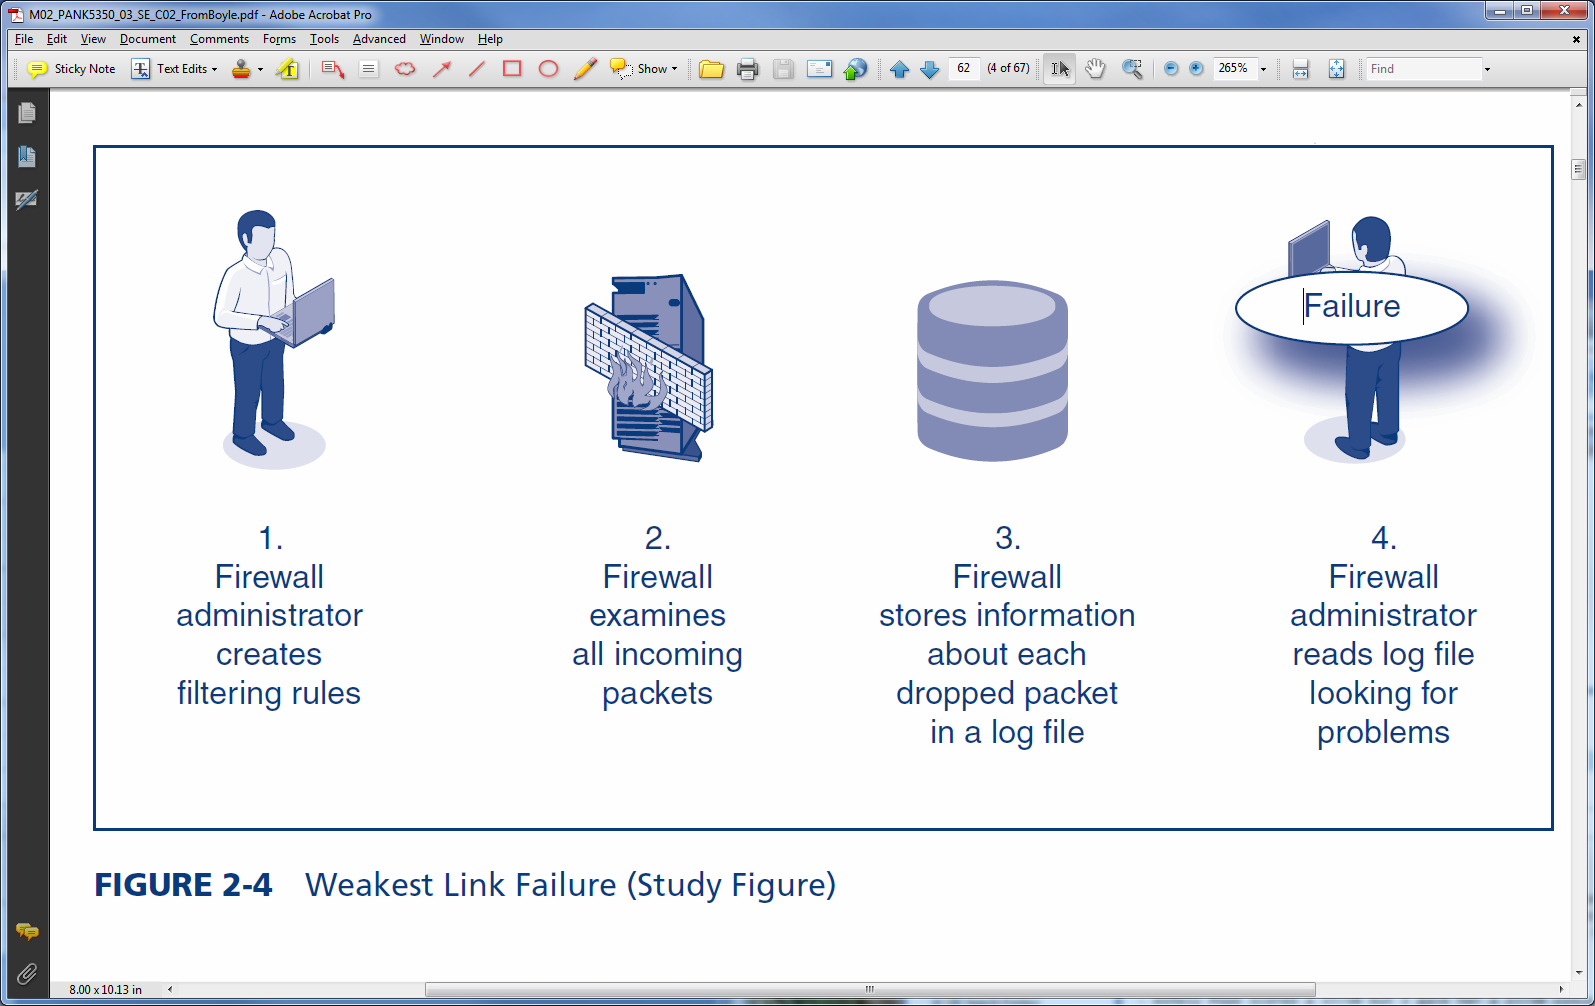 M02_PANK5350_03_SE_C02_FromBoyle.pdf - Adobe Acrobat Pro
File Edit View Document Comments Forms Tools Advanced Window Help
Sticky Note Text Edits Show 62 (4 of 67) 265% Find
Failure
1.
Firewall
administrator
creates
filtering rules
2.
Firewall
examines
all incoming
packets
3.
Firewall
stores information
about each
dropped packet
in a log file
4.
Firewall
administrator
reads log file
looking for
problems
FIGURE 2-4 Weakest Link Failure (Study Figure)
8.00 x 10.13 in